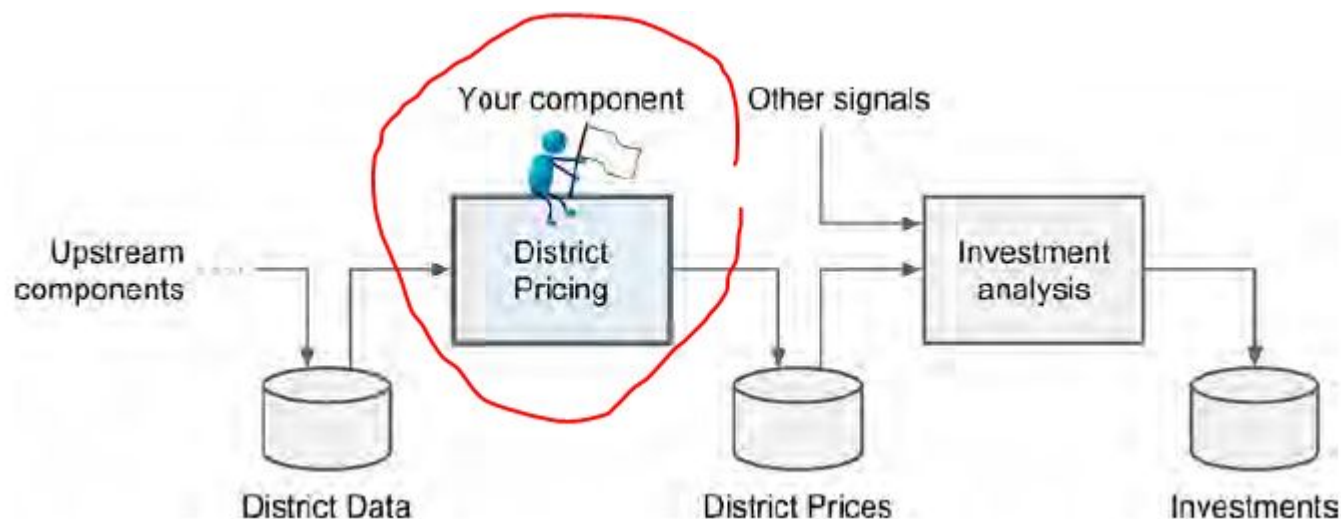 Your component
Other signals
Upstream
components
District
Pricing
Investment
analysis
District Data
District Prices
Investments